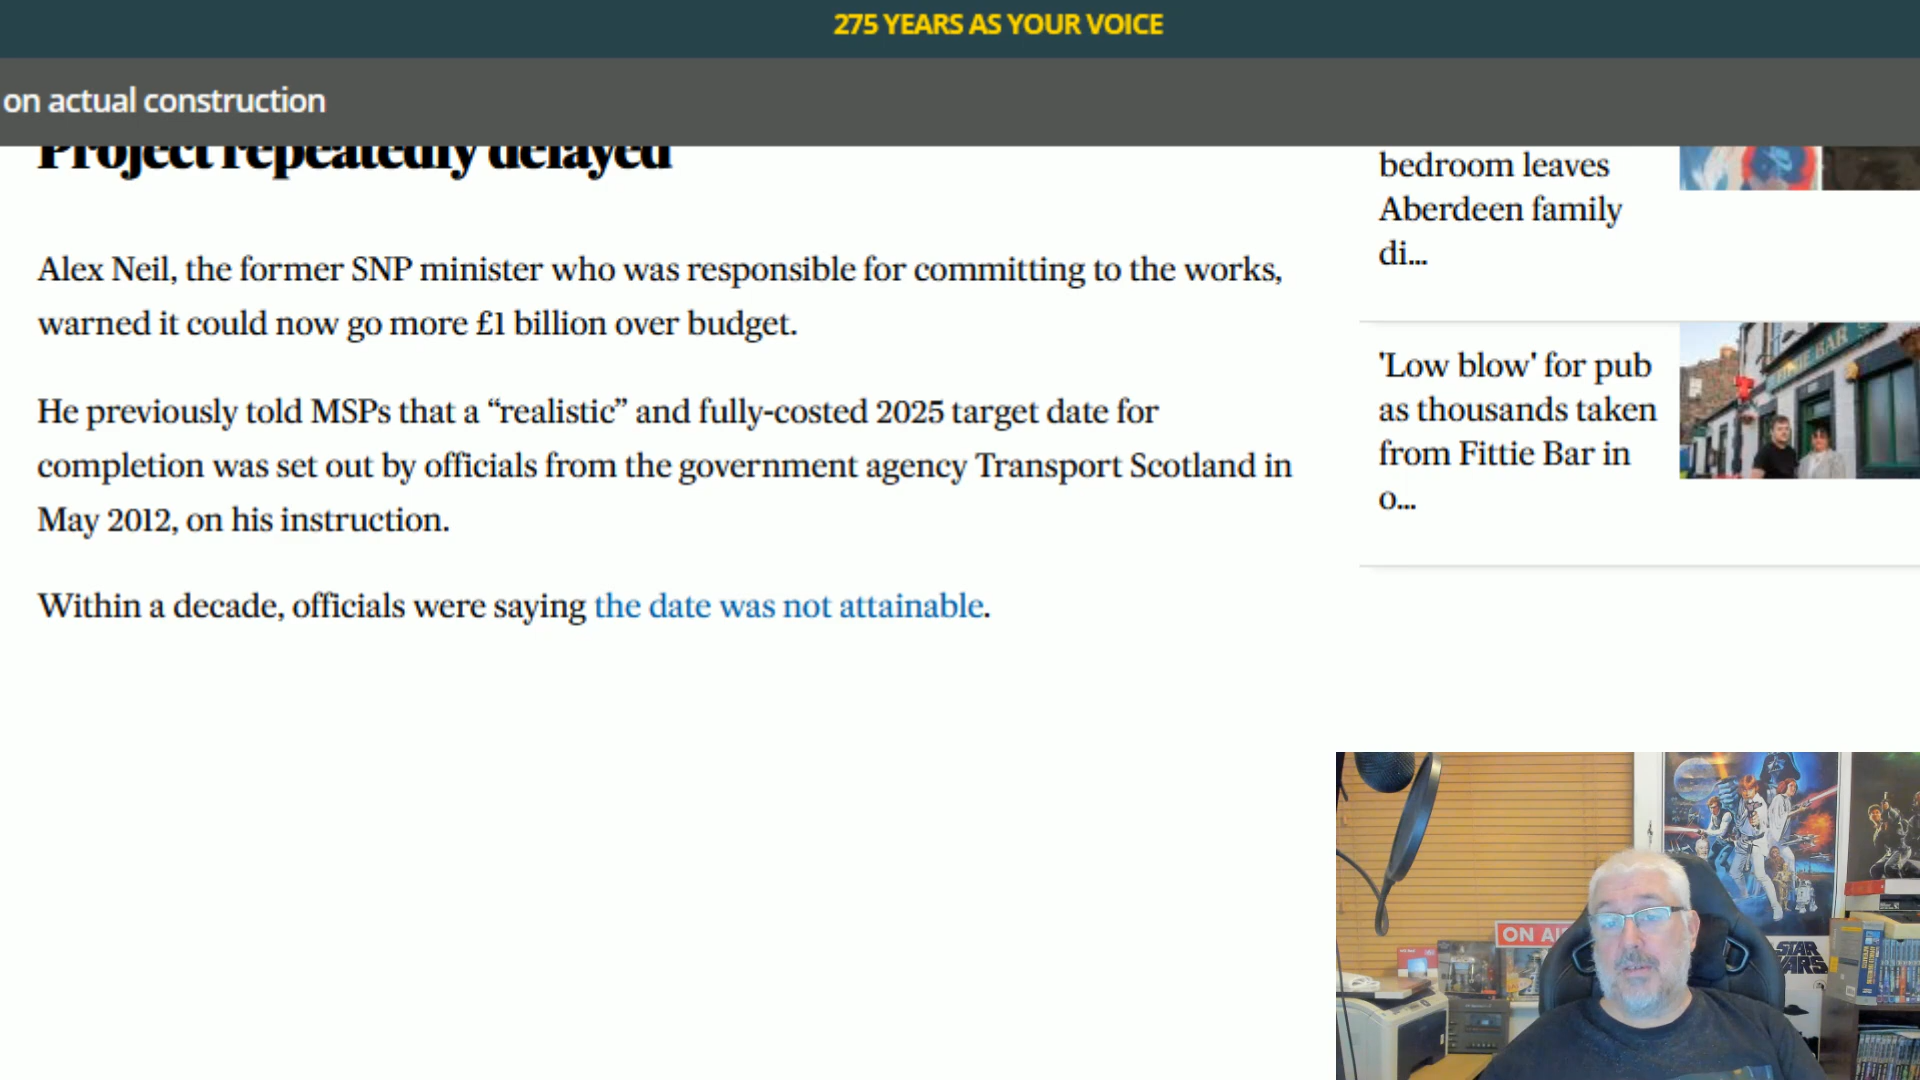 275 YEARS AS YOUR VOICE
on actual construction
Project repeatedly delayed
Alex Neil, the former SNP minister who was responsible for committing to the works,
warned it could now go more £1 billion over budget.
He previously told MSPs that a “realistic” and fully-costed 2025 target date for
completion was set out by officials from the government agency Transport Scotland in
May 2012, on his instruction.
Within a decade, officials were saying the date was not attainable.
bedroom leaves
Aberdeen family
di...
'Low blow' for pub
as thousands taken
from Fittie Bar in
o...
BAR
ON AI
STAR
WARS